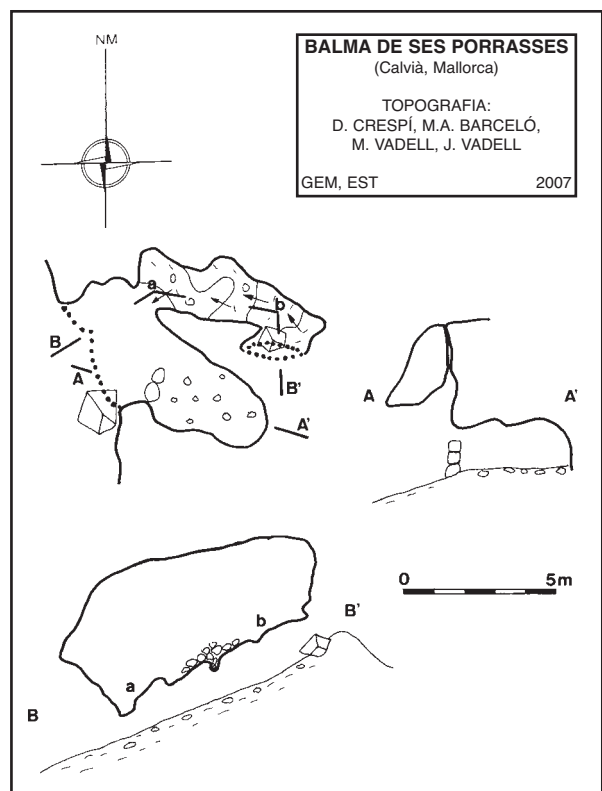 NM
BALMA DE SES PORRASSES
(Calvià, Mallorca)
TOPOGRAFIA:
D. CRESPÍ, M.A. BARCELÓ,
M. VADELL, J. VADELL
GEM, EST 2007
a
b
B
A
B'
A'
A A'
0 5m
b
B'
a
B